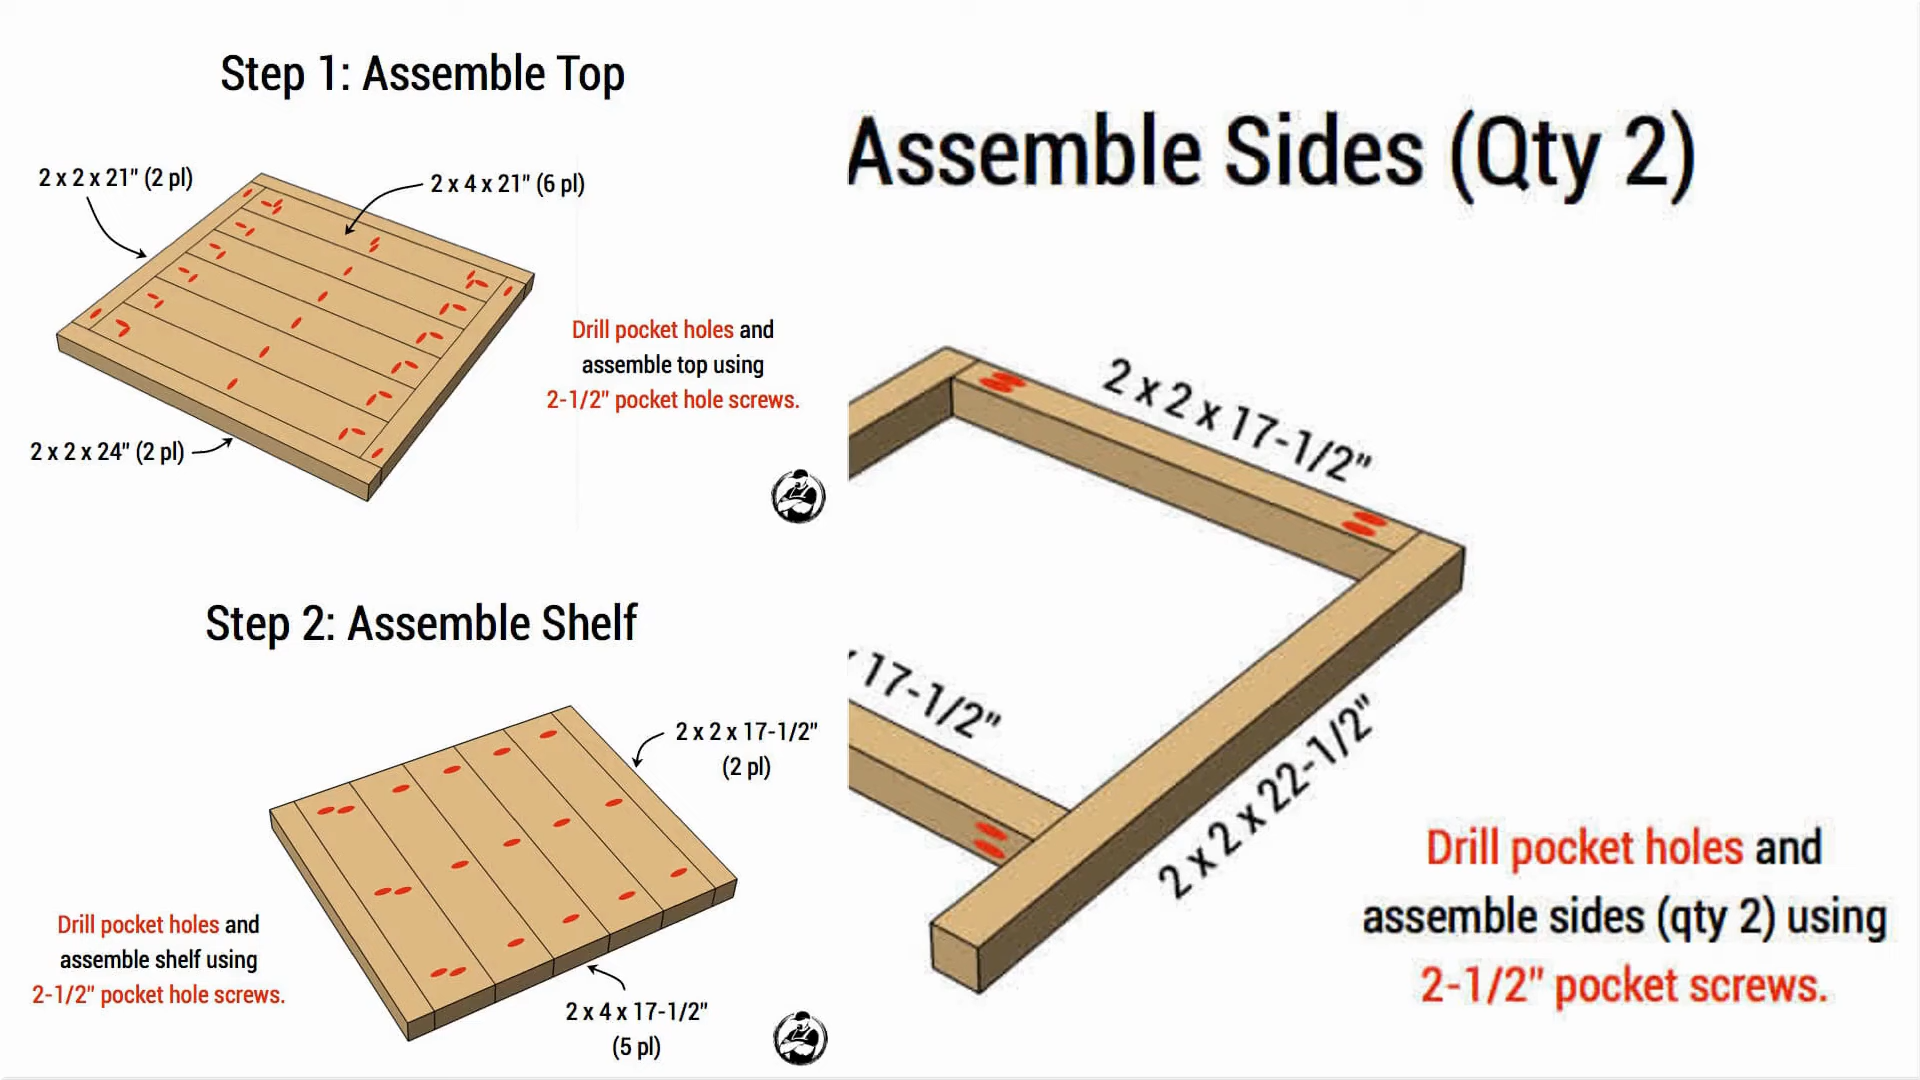 Step 1: Assemble Top
2 x 2 x 21" (2 pl)
2 x 4 x 21" (6 pl)
Drill pocket holes and
assemble top using
2-1/2" pocket hole screws.
2 x 2 x 24" (2 pl)
Step 2: Assemble Shelf
2 x 2 x 17-1/2"
(2 pl)
Drill pocket holes and
assemble shelf using
2-1/2" pocket hole screws.
2 x 4 x 17-1/2"
(5 pl)
Assemble Sides (Qty 2)
2 x 2 x 17-1/2"
17-1/2"
2 x 2 x 22-1/2"
Drill pocket holes and
assemble sides (qty 2) using
2-1/2" pocket screws.